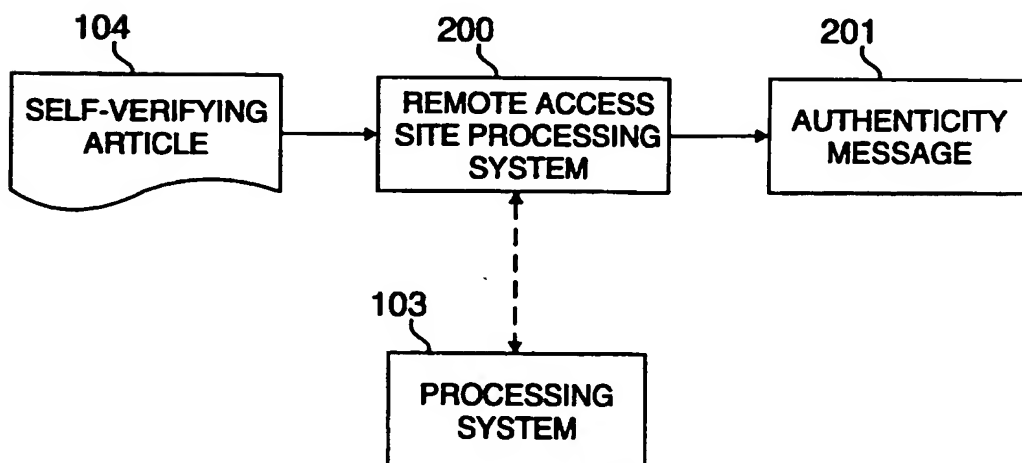 104
200
201
SELF-VERIFYING
ARTICLE
REMOTE ACCESS
SITE PROCESSING
SYSTEM
AUTHENTICITY
MESSAGE
103
PROCESSING
SYSTEM